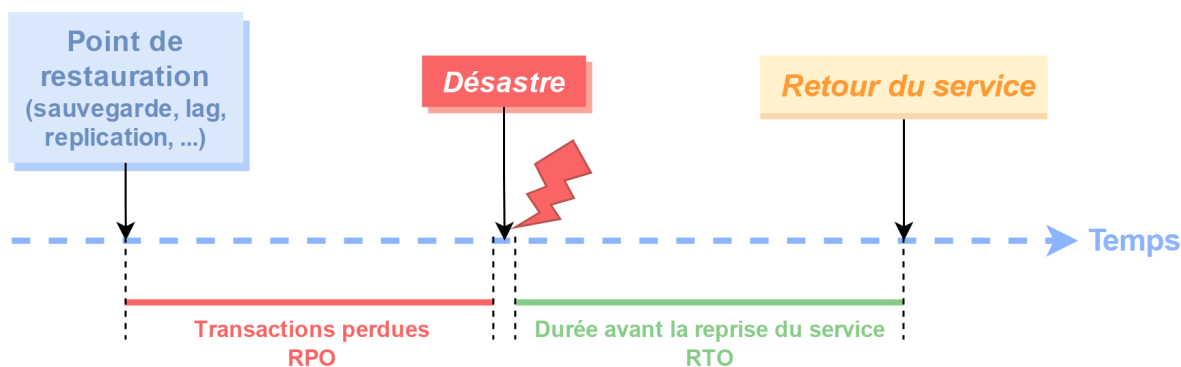 Point de
restauration
(sauvegarde, lag,
replication, ...)
Désastre
Retour du service
Temps
Transactions perdues
RPO
Durée avant la reprise du service
RTO